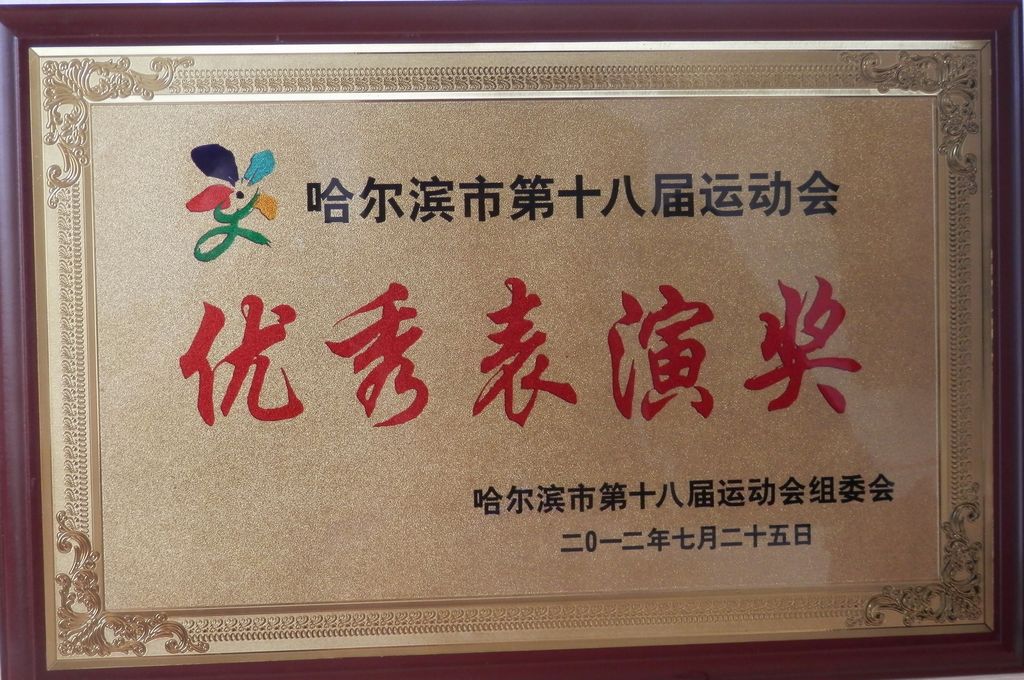 哈尔滨市第十八届运动会
优秀表演奖
哈尔滨市第十八届运动会组委会
二0一二年七月二十五日